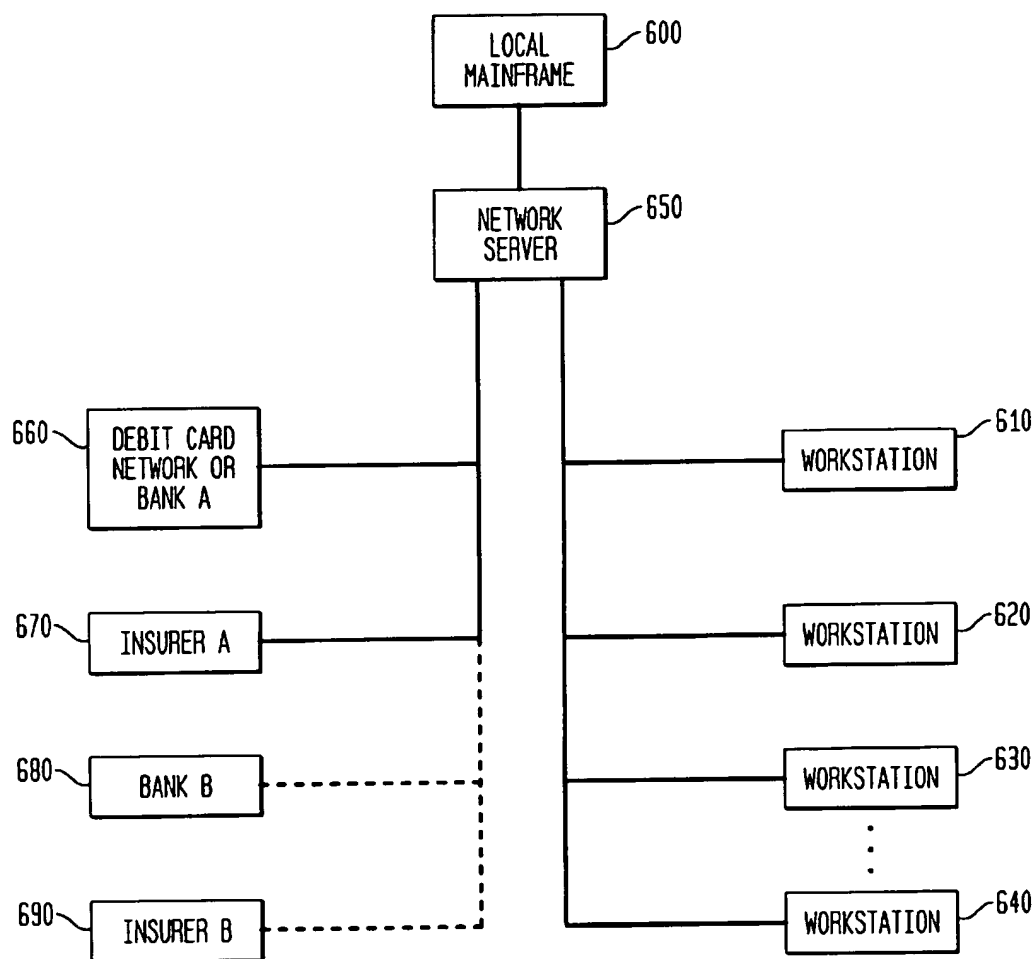 LOCAL
MAINFRAME
600
NETWORK
SERVER
650
660
DEBIT CARD
NETWORK OR
BANK A
610
WORKSTATION
670
INSURER A
620
WORKSTATION
680
BANK B
630
WORKSTATION
690
INSURER B
640
WORKSTATION